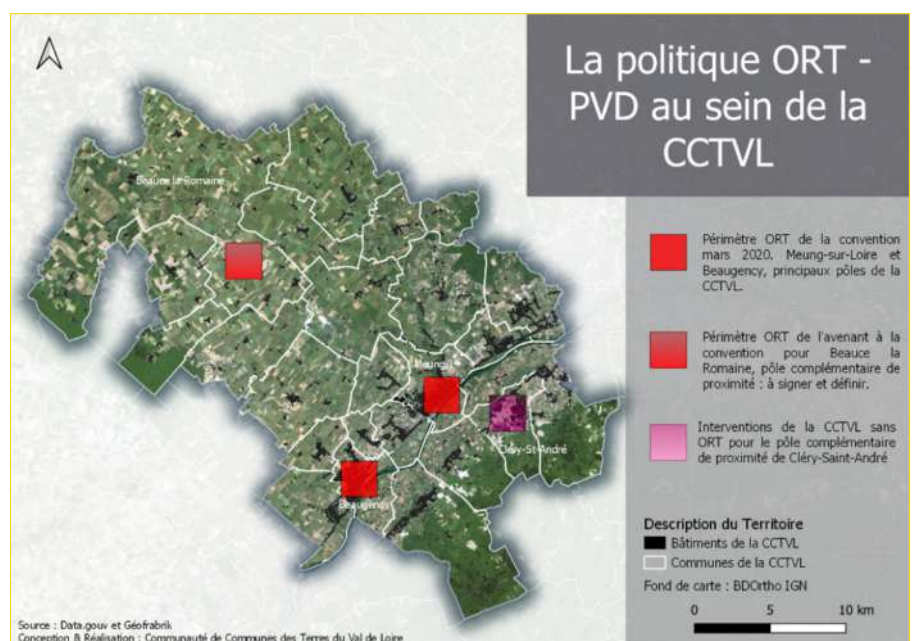 La politique ORT -
PVD au sein de la
CCTVL
Beauce la Romaine
Périmètre ORT de la convention
mars 2020. Meung-sur-Loire et
Beaugency, principaux pôles de la
CCTVL.
Périmètre ORT de l'avenant à la
convention pour Beauce la
Romaine, pôle complémentaire de
proximité : à signer et définir.
Interventions de la CCTVL sans
ORT pour le pôle complémentaire
de proximité de Cléry-Saint-André
Cléry-St-André
Beaugency
Description du Territoire
Bâtiments de la CCTVL
Communes de la CCTVL
Fond de carte : BDOrtho IGN
0 5 10 km
Source : Data.gouv et Géofrabrik
Conception & Réalisation : Communauté de Communes des Terres du Val de Loire